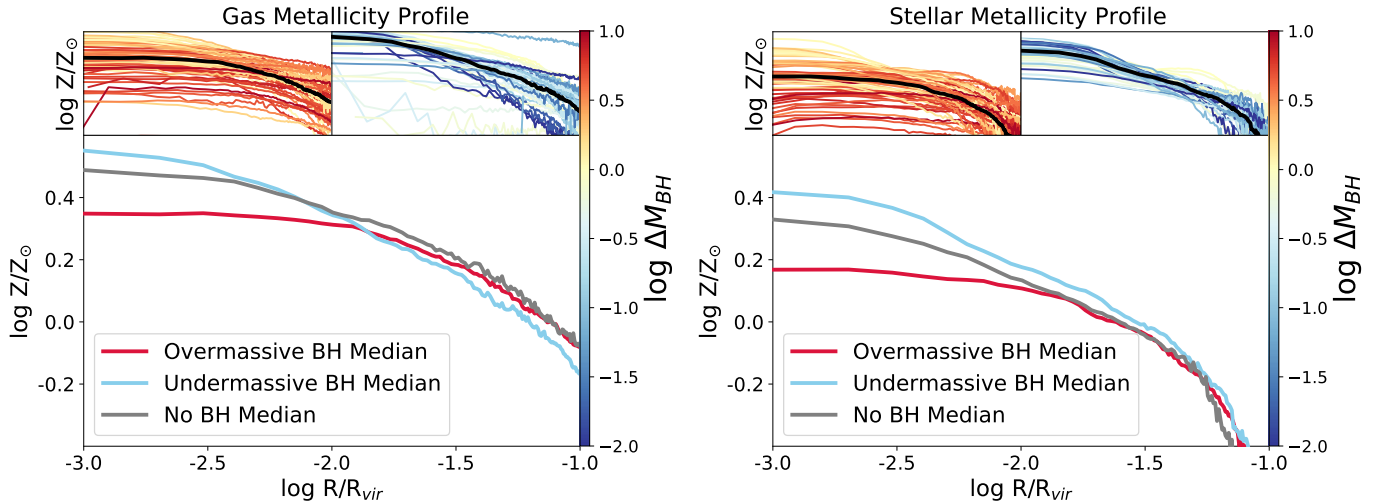 Gas Metallicity Profile
log Z/Z⊙
1.0
0.5
0.0
−0.5
−1.0
−1.5
−2.0
log ΔM_BH
0.4
0.2
0.0
-0.2
log Z/Z⊙
Overmassive BH Median
Undermassive BH Median
No BH Median
-3.0 -2.5 -2.0 -1.5 -1.0
log R/R_vir
Stellar Metallicity Profile
log Z/Z⊙
1.0
0.5
0.0
−0.5
−1.0
−1.5
−2.0
log ΔM_BH
0.4
0.2
0.0
-0.2
log Z/Z⊙
Overmassive BH Median
Undermassive BH Median
No BH Median
-3.0 -2.5 -2.0 -1.5 -1.0
log R/R_vir